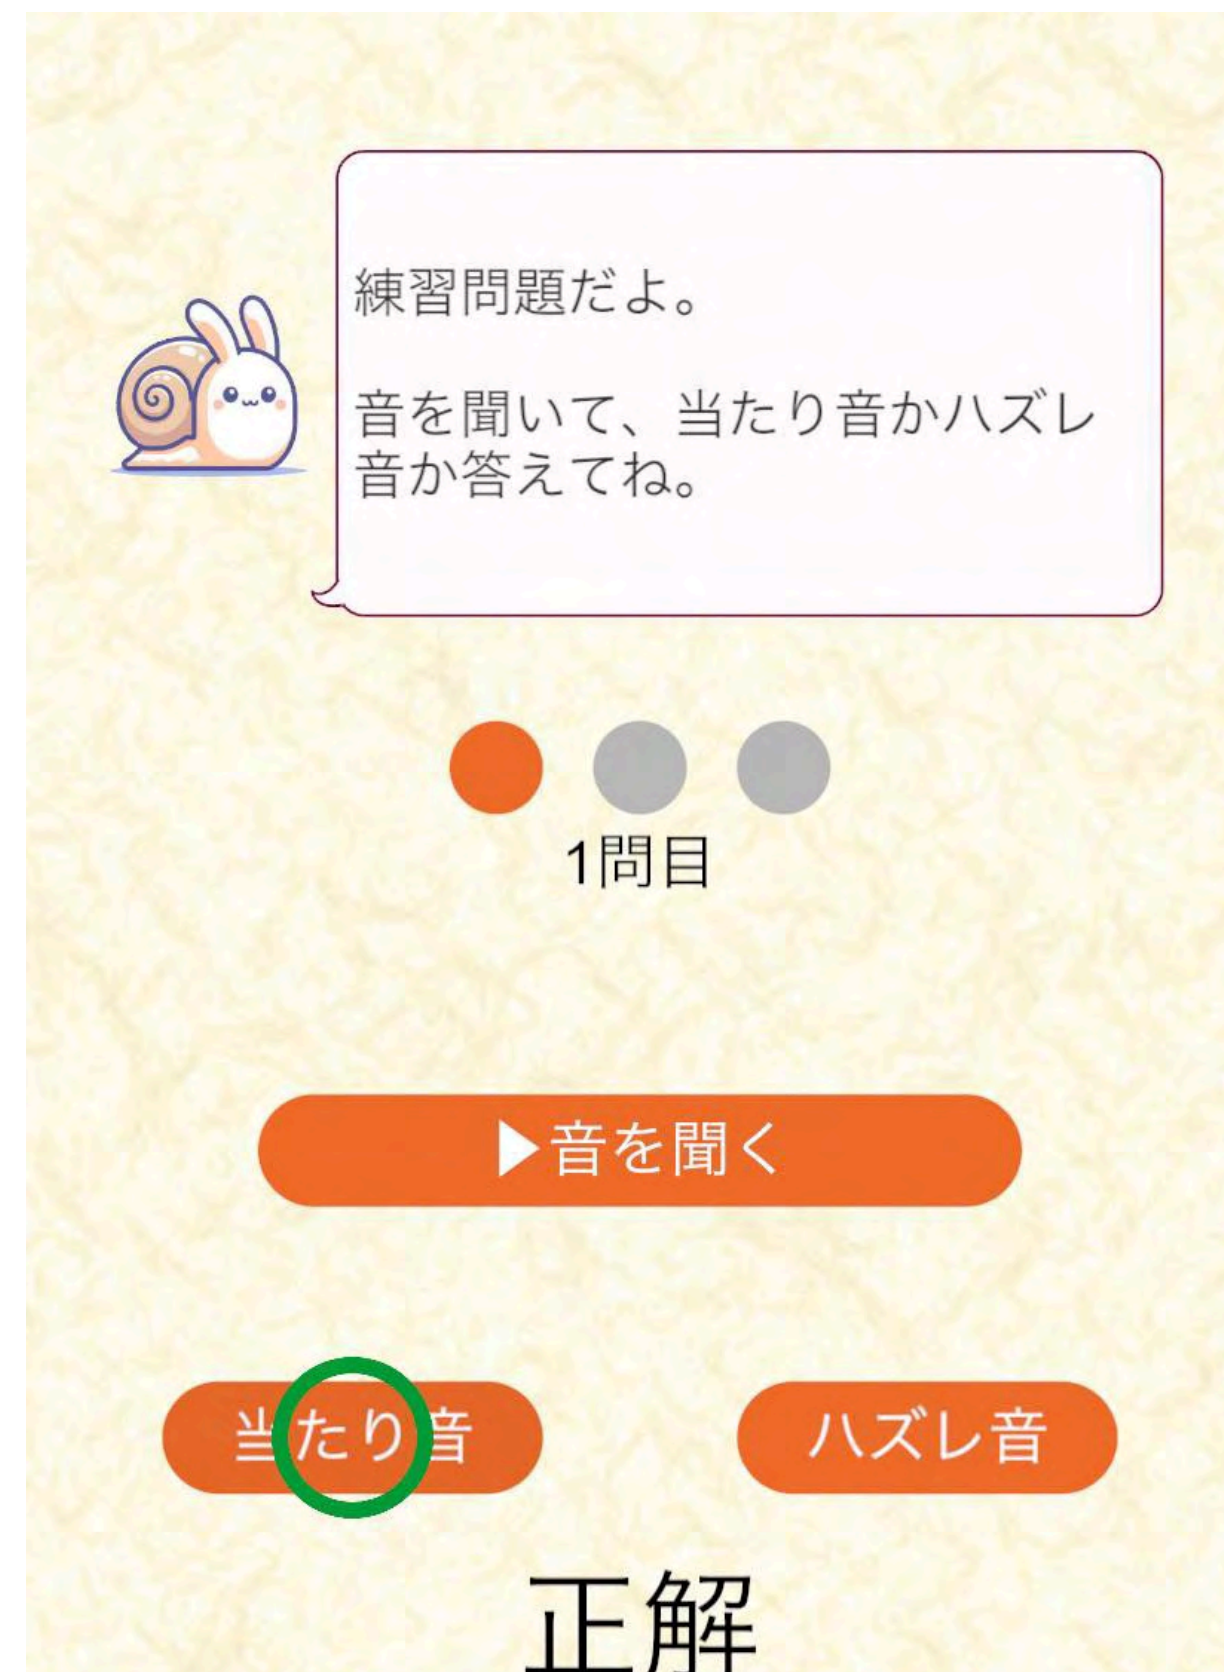 練習問題だよ。
音を聞いて、当たり音かハズレ
音か答えてね。
1問目
▶音を聞く
当たり音
ハズレ音
正解